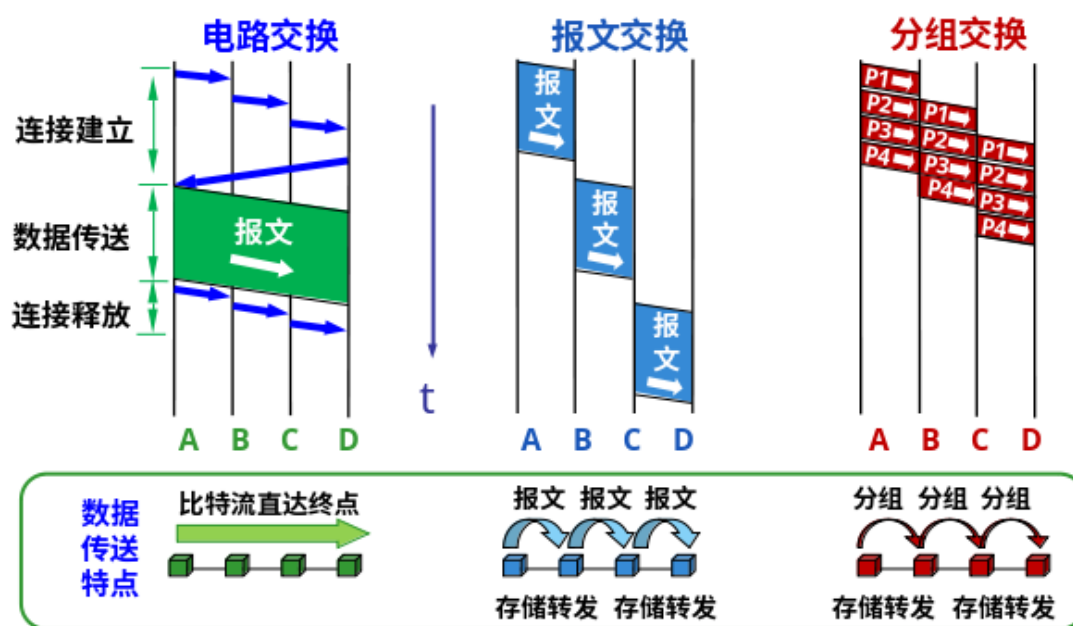 电路交换
报文交换
分组交换
连接建立
数据传送
连接释放
报文
t
A B C D
报文
报文
报文
A B C D
P1
P2
P3
P4
P1
P2
P3
P4
P1
P2
P3
P4
A B C D
数据
传送
特点
比特流直达终点
报文 报文 报文
存储转发 存储转发
分组 分组 分组
存储转发 存储转发